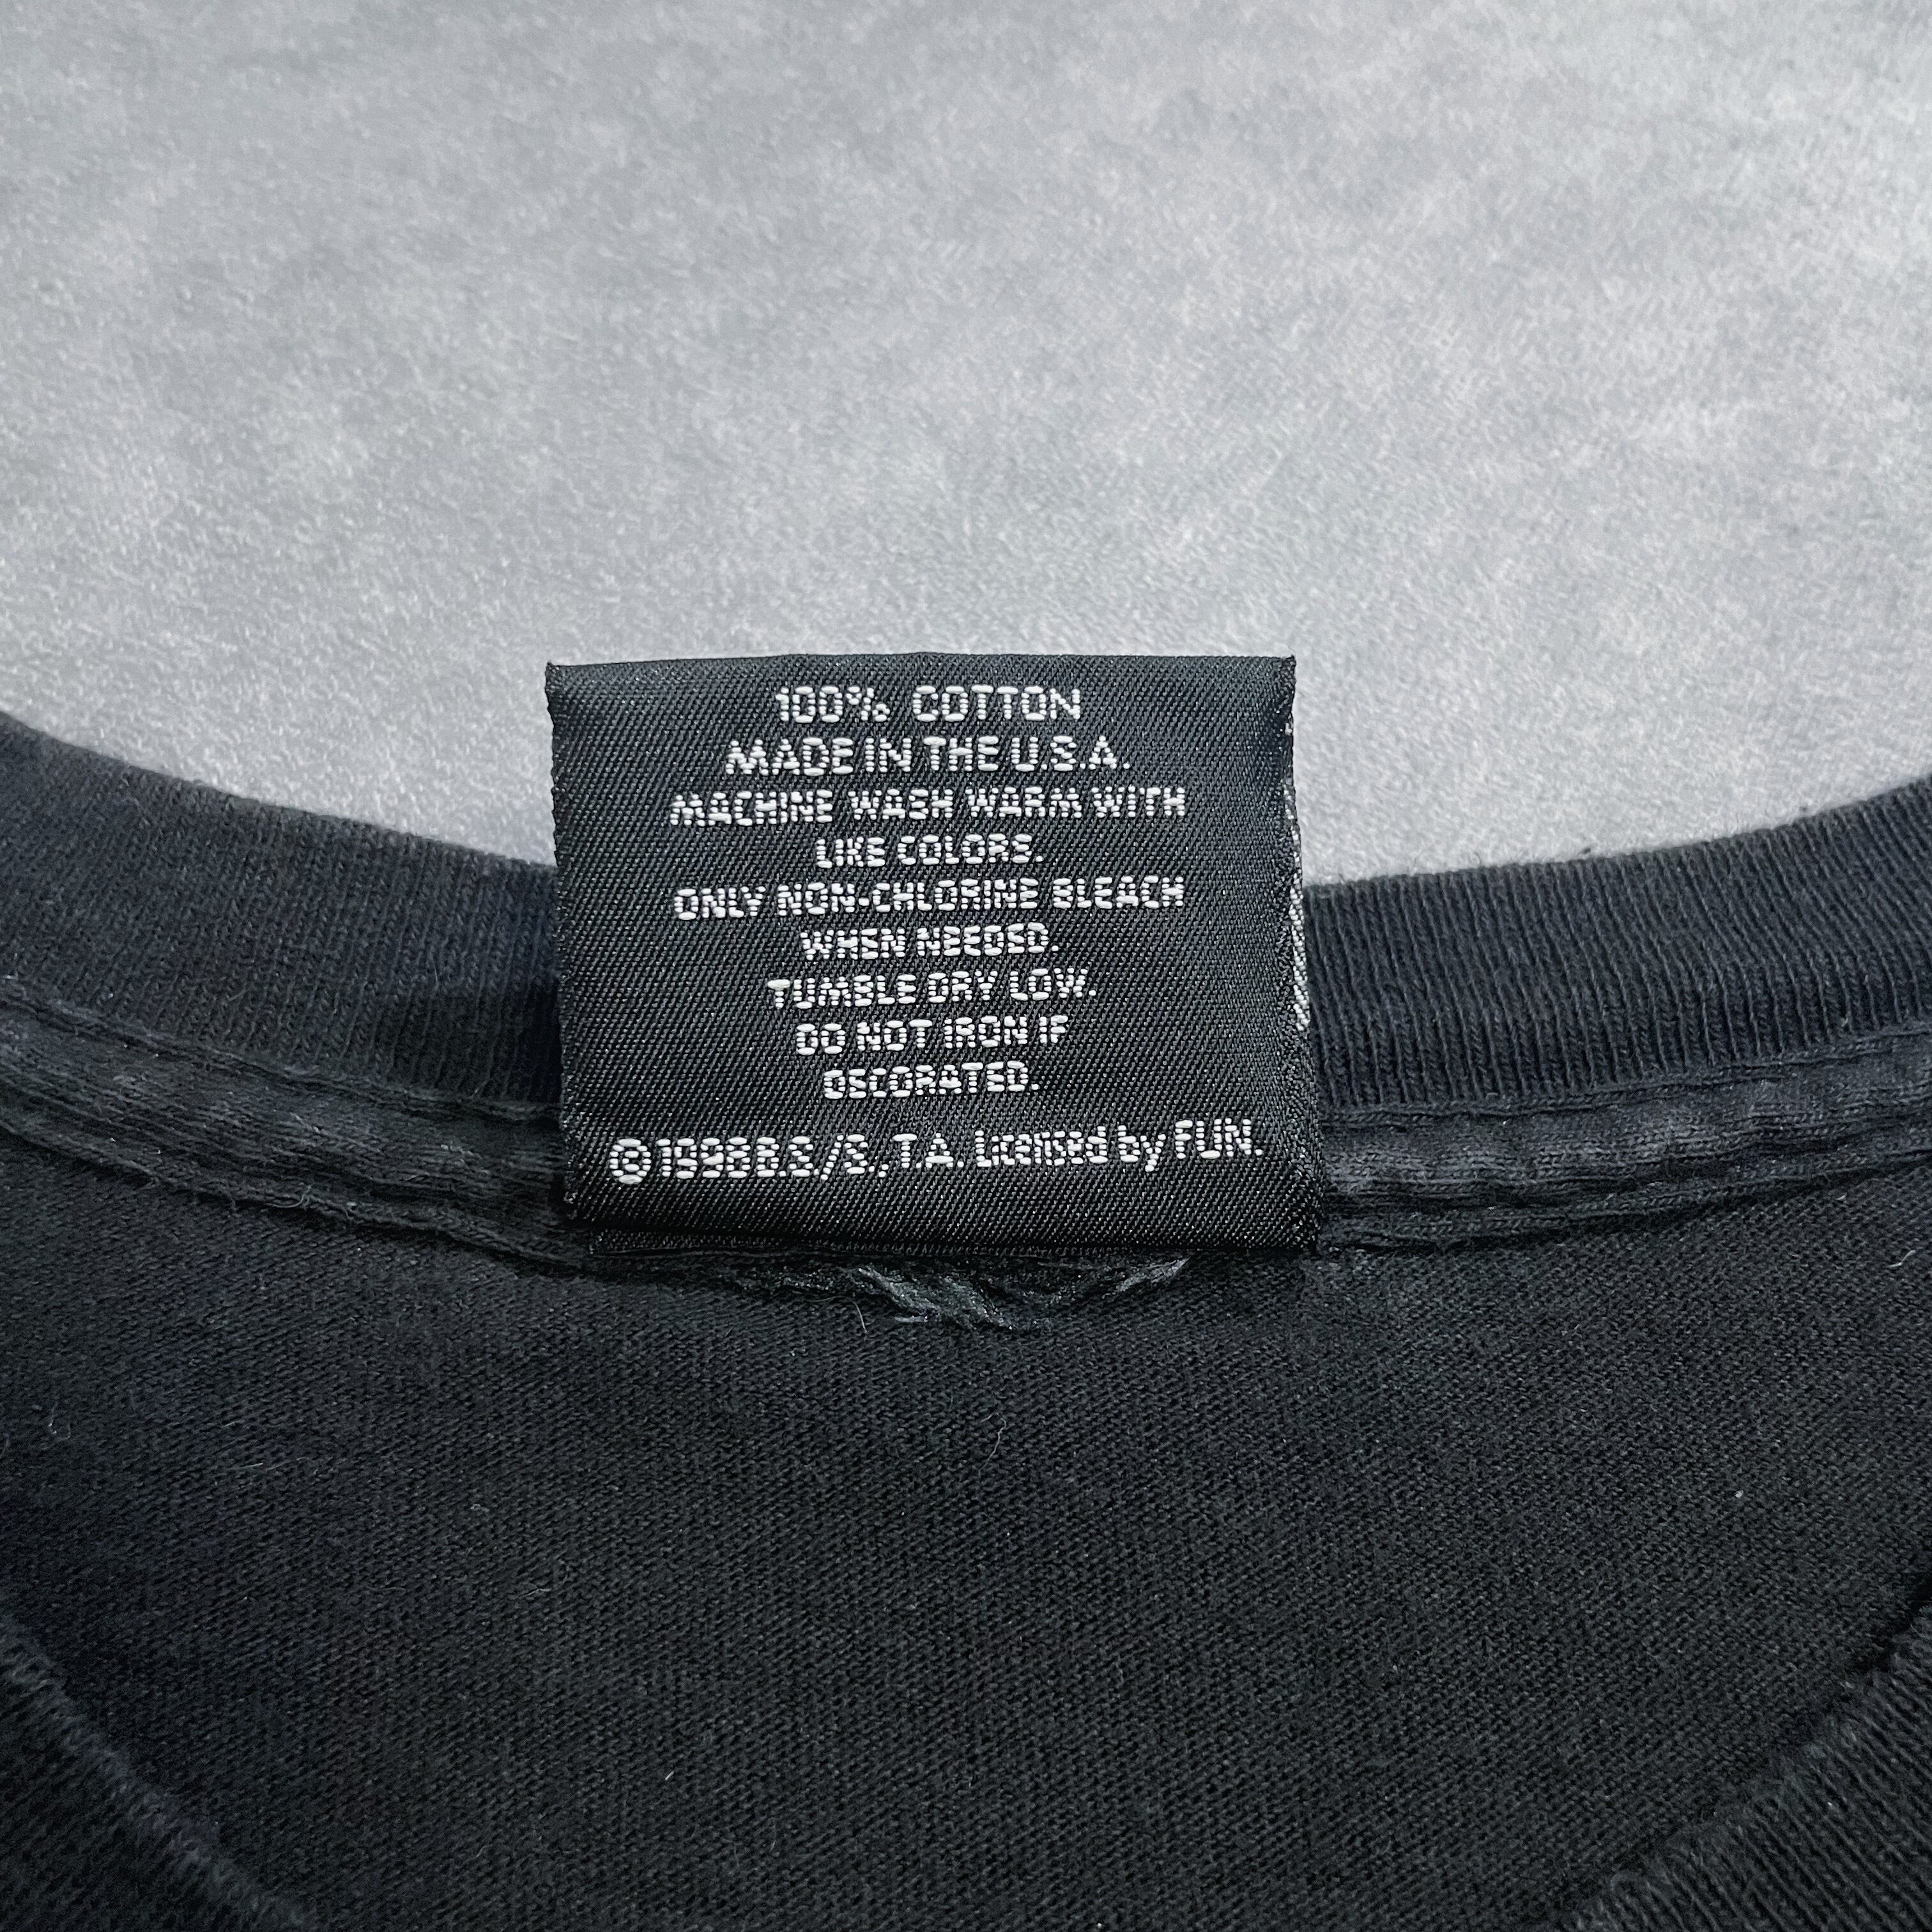 100% COTTON
MADE IN THE U.S.A.
MACHINE WASH WARM WITH
LIKE COLORS.
ONLY NON-CHLORINE BLEACH
WHEN NEEDED.
TUMBLE DRY LOW.
DO NOT IRON IF
DECORATED.
©1998 B.S./S., T.A. Licensed by FUN.